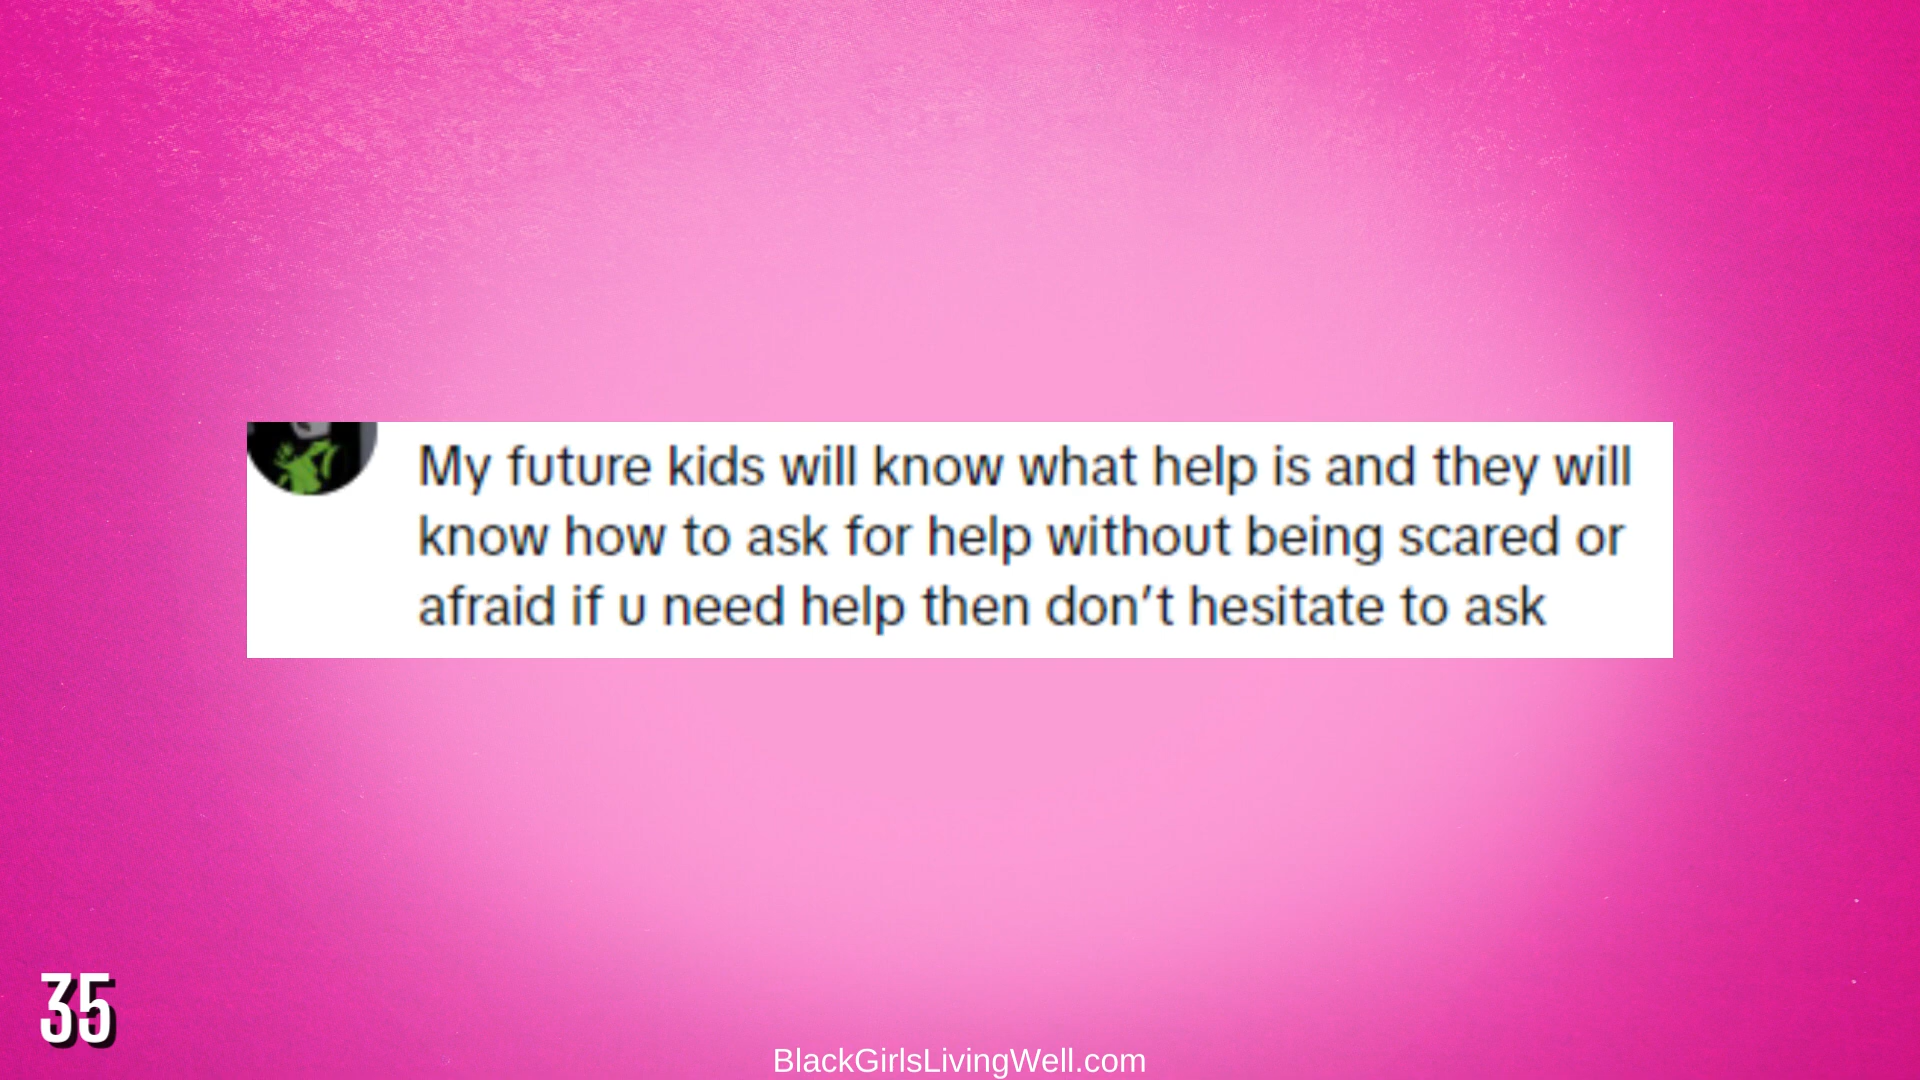 My future kids will know what help is and they will
know how to ask for help without being scared or
afraid if u need help then don’t hesitate to ask
35
BlackGirlsLivingWell.com